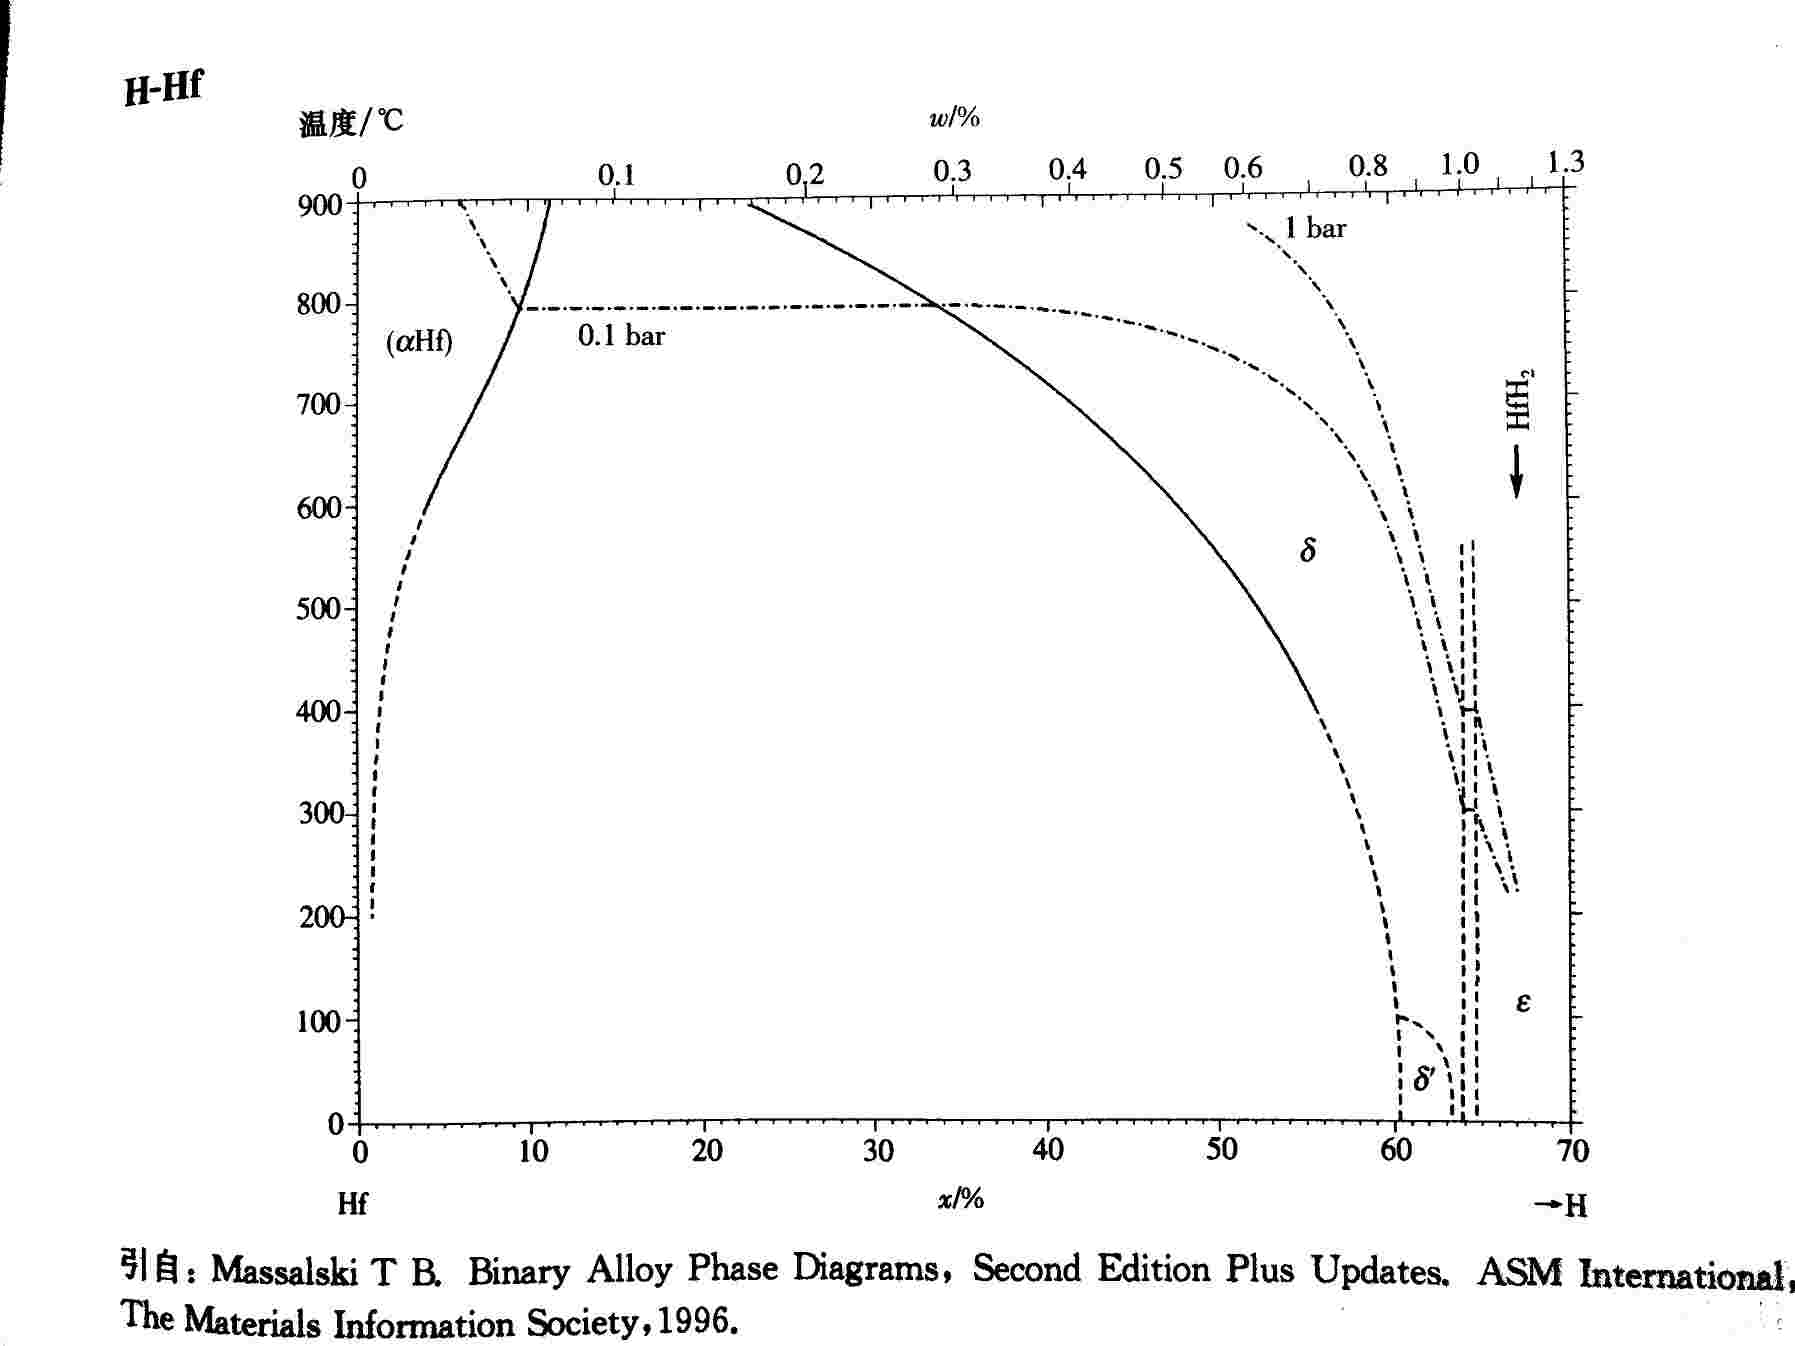 H-Hf
温度/℃
w/%
0 0.1 0.2 0.3 0.4 0.5 0.6 0.8 1.0 1.3
900
1 bar
800
0.1 bar
(αHf)
HfH₂
700
600
δ
500
400
300
200
ε
100
δ′
0
0 10 20 30 40 50 60 70
Hf x/% →H
引自: Massalski T B. Binary Alloy Phase Diagrams, Second Edition Plus Updates. ASM International,
The Materials Information Society,1996.